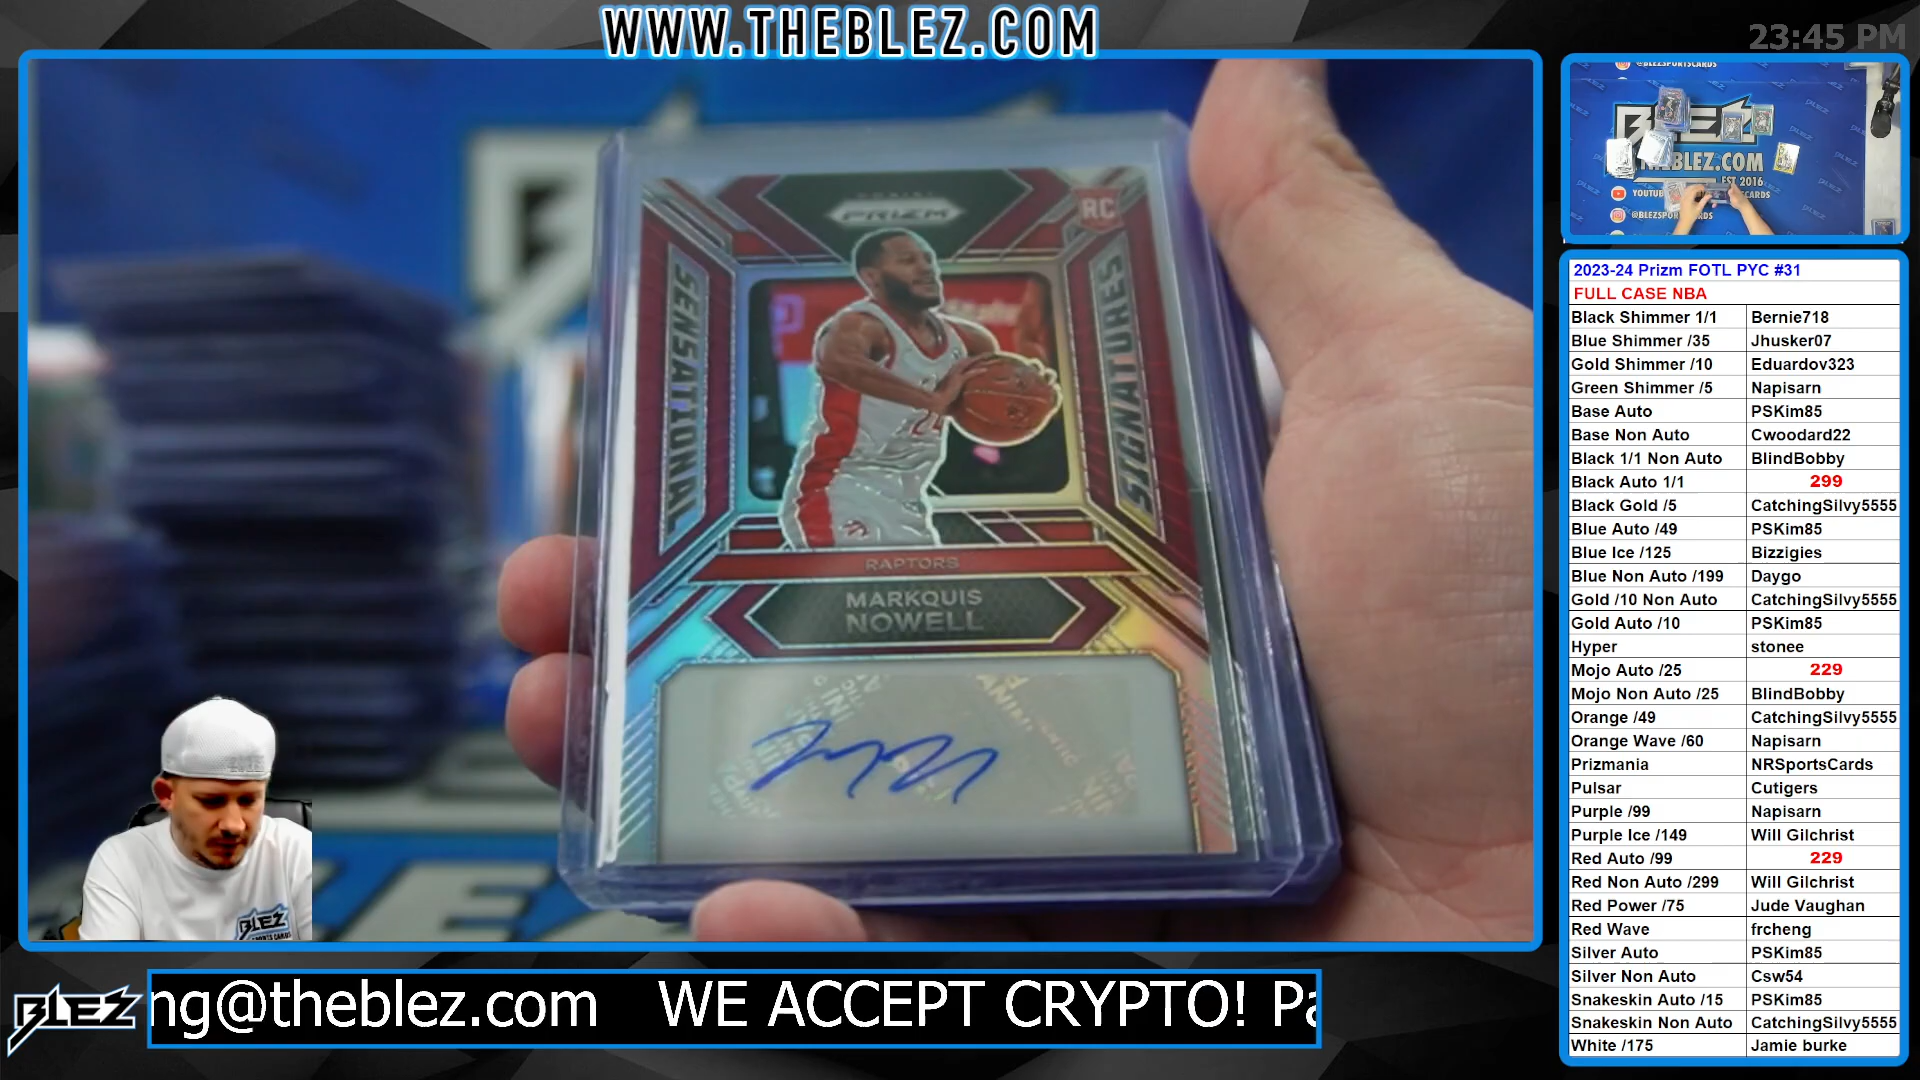 WWW.THEBLEZ.COM
23:45 PM
PRIZM
RC
SENSATIONAL
SIGNATURES
24
RAPTORS
MARKQUIS
NOWELL
BLEZ
@BLEZSPORTSCARDS
BLEZ
EST 2016
2023-24 Prizm FOTL PYC #31
FULL CASE NBA
Black Shimmer 1/1 Bernie718
Blue Shimmer /35 Jhusker07
Gold Shimmer /10 Eduardov323
Green Shimmer /5 Napisarn
Base Auto PSKim85
Base Non Auto Cwoodard22
Black 1/1 Non Auto BlindBobby
Black Auto 1/1 299
Black Gold /5 CatchingSilvy5555
Blue Auto /49 PSKim85
Blue Ice /125 Bizzigies
Blue Non Auto /199 Daygo
Gold /10 Non Auto CatchingSilvy5555
Gold Auto /10 PSKim85
Hyper stonee
Mojo Auto /25 229
Mojo Non Auto /25 BlindBobby
Orange /49 CatchingSilvy5555
Orange Wave /60 Napisarn
Prizmania NRSportsCards
Pulsar Cutigers
Purple /99 Napisarn
Purple Ice /149 Will Gilchrist
Red Auto /99 229
Red Non Auto /299 Will Gilchrist
Red Power /75 Jude Vaughan
Red Wave frcheng
Silver Auto PSKim85
Silver Non Auto Csw54
Snakeskin Auto /15 PSKim85
Snakeskin Non Auto CatchingSilvy5555
White /175 Jamie burke
BLEZ
ng@theblez.com WE ACCEPT CRYPTO! Pa